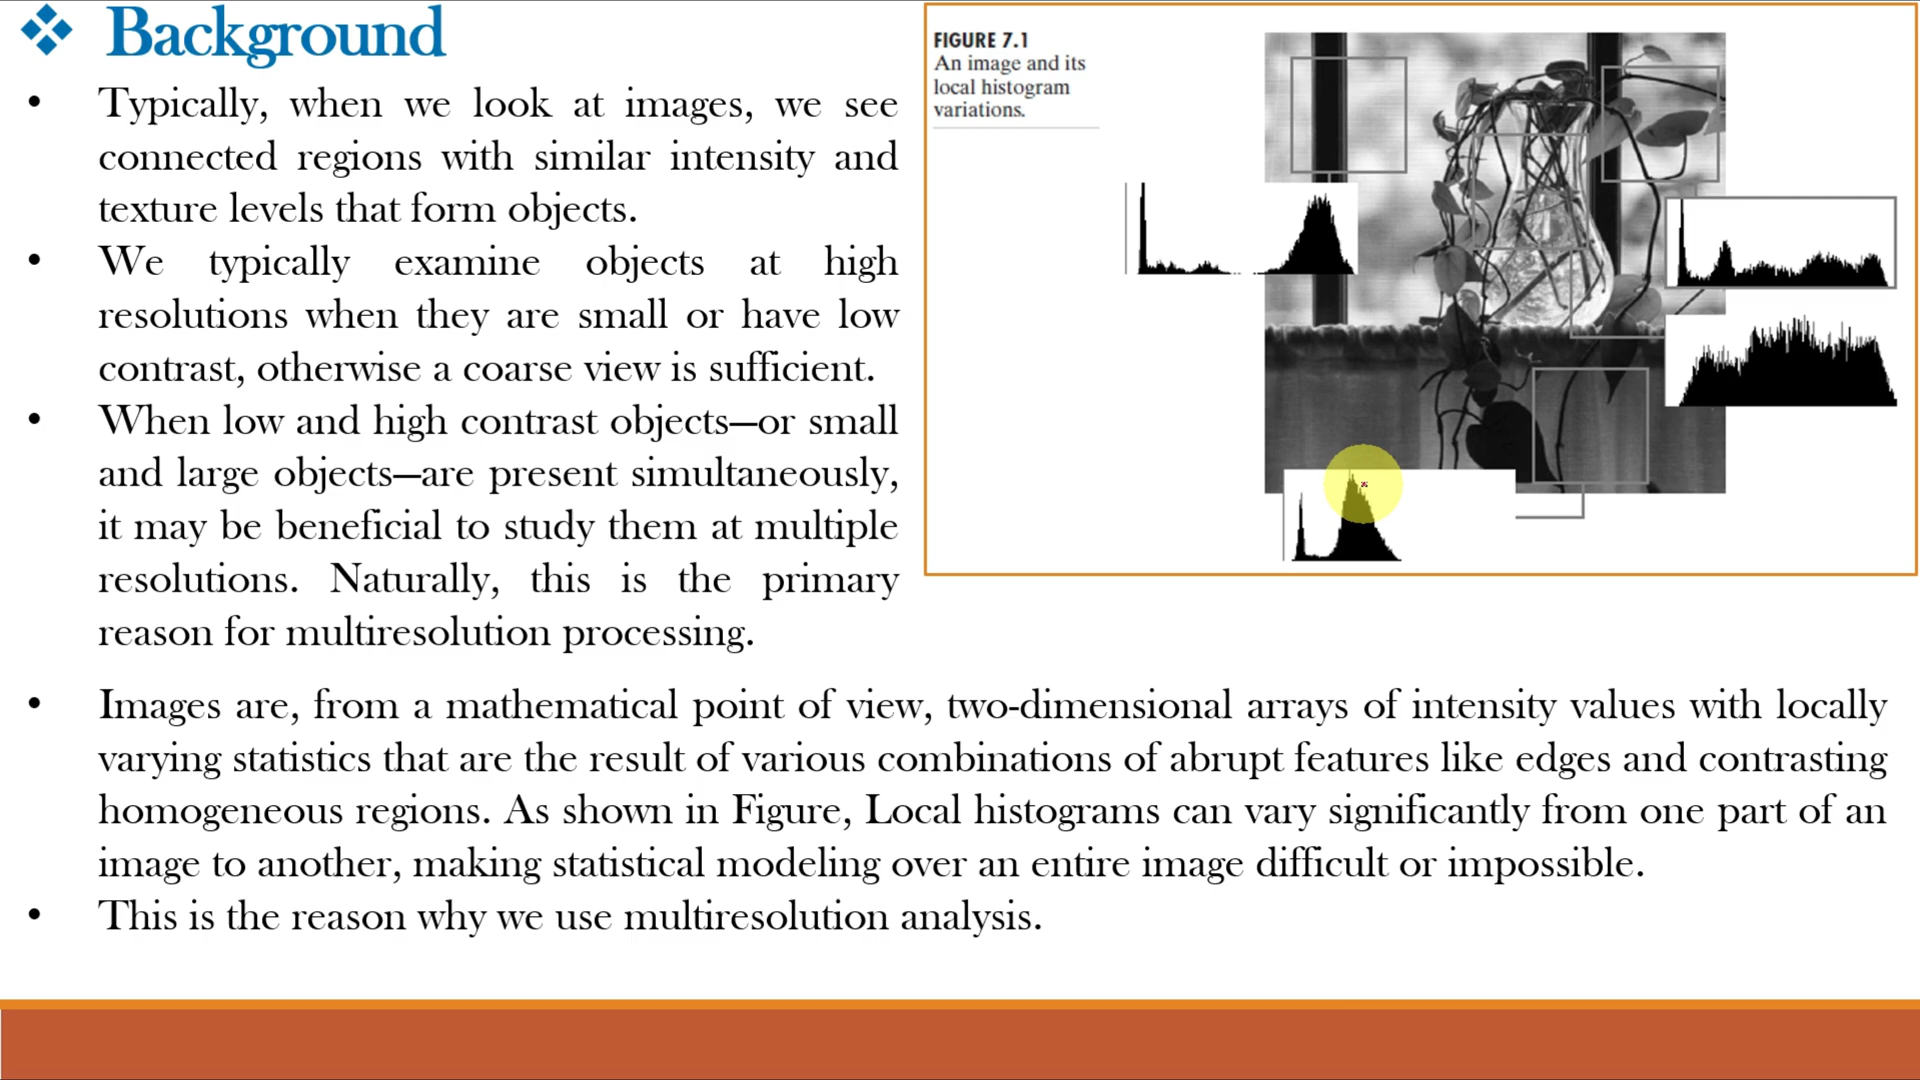 Background
Typically, when we look at images, we see
connected regions with similar intensity and
texture levels that form objects.
We typically examine objects at high
resolutions when they are small or have low
contrast, otherwise a coarse view is sufficient.
When low and high contrast objects—or small
and large objects—are present simultaneously,
it may be beneficial to study them at multiple
resolutions. Naturally, this is the primary
reason for multiresolution processing.
FIGURE 7.1
An image and its
local histogram
variations.
Images are, from a mathematical point of view, two-dimensional arrays of intensity values with locally
varying statistics that are the result of various combinations of abrupt features like edges and contrasting
homogeneous regions. As shown in Figure, Local histograms can vary significantly from one part of an
image to another, making statistical modeling over an entire image difficult or impossible.
This is the reason why we use multiresolution analysis.